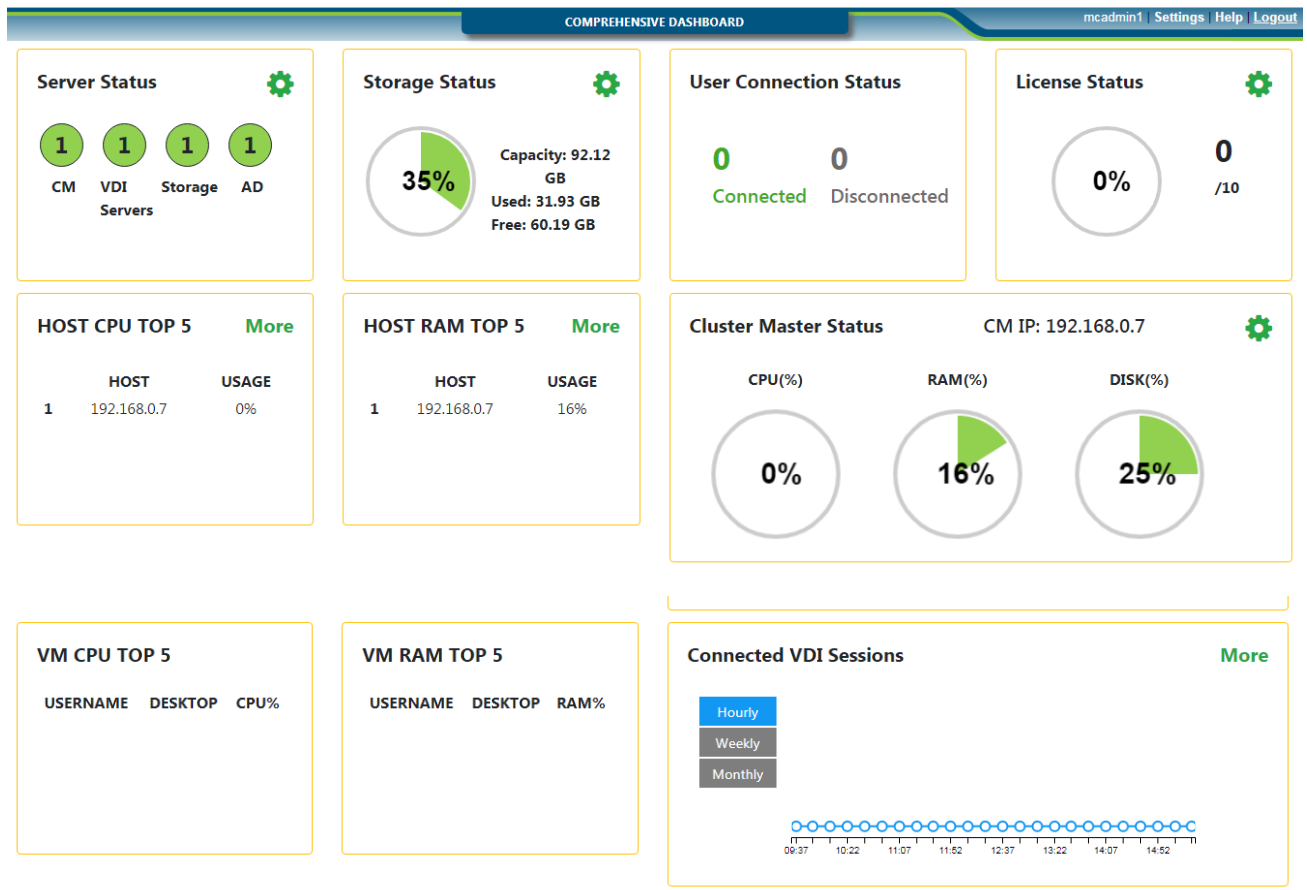 COMPREHENSIVE DASHBOARD
mcadmin1 | Settings | Help | Logout
Server Status
1 1 1 1
CM VDI Servers Storage AD
Storage Status
35%
Capacity: 92.12
GB
Used: 31.93 GB
Free: 60.19 GB
User Connection Status
0 0
Connected Disconnected
License Status
0%
0
/10
HOST CPU TOP 5 More
HOST USAGE
1 192.168.0.7 0%
HOST RAM TOP 5 More
HOST USAGE
1 192.168.0.7 16%
Cluster Master Status CM IP: 192.168.0.7
CPU(%) RAM(%) DISK(%)
0% 16% 25%
VM CPU TOP 5
USERNAME DESKTOP CPU%
VM RAM TOP 5
USERNAME DESKTOP RAM%
Connected VDI Sessions More
Hourly
Weekly
Monthly
09:37 10:22 11:07 11:52 12:37 13:22 14:07 14:52